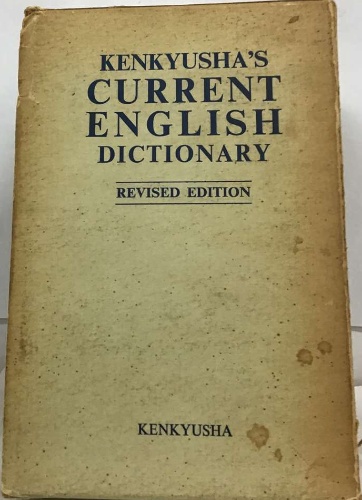 KENKYUSHA'S
CURRENT
ENGLISH
DICTIONARY
REVISED EDITION
KENKYUSHA